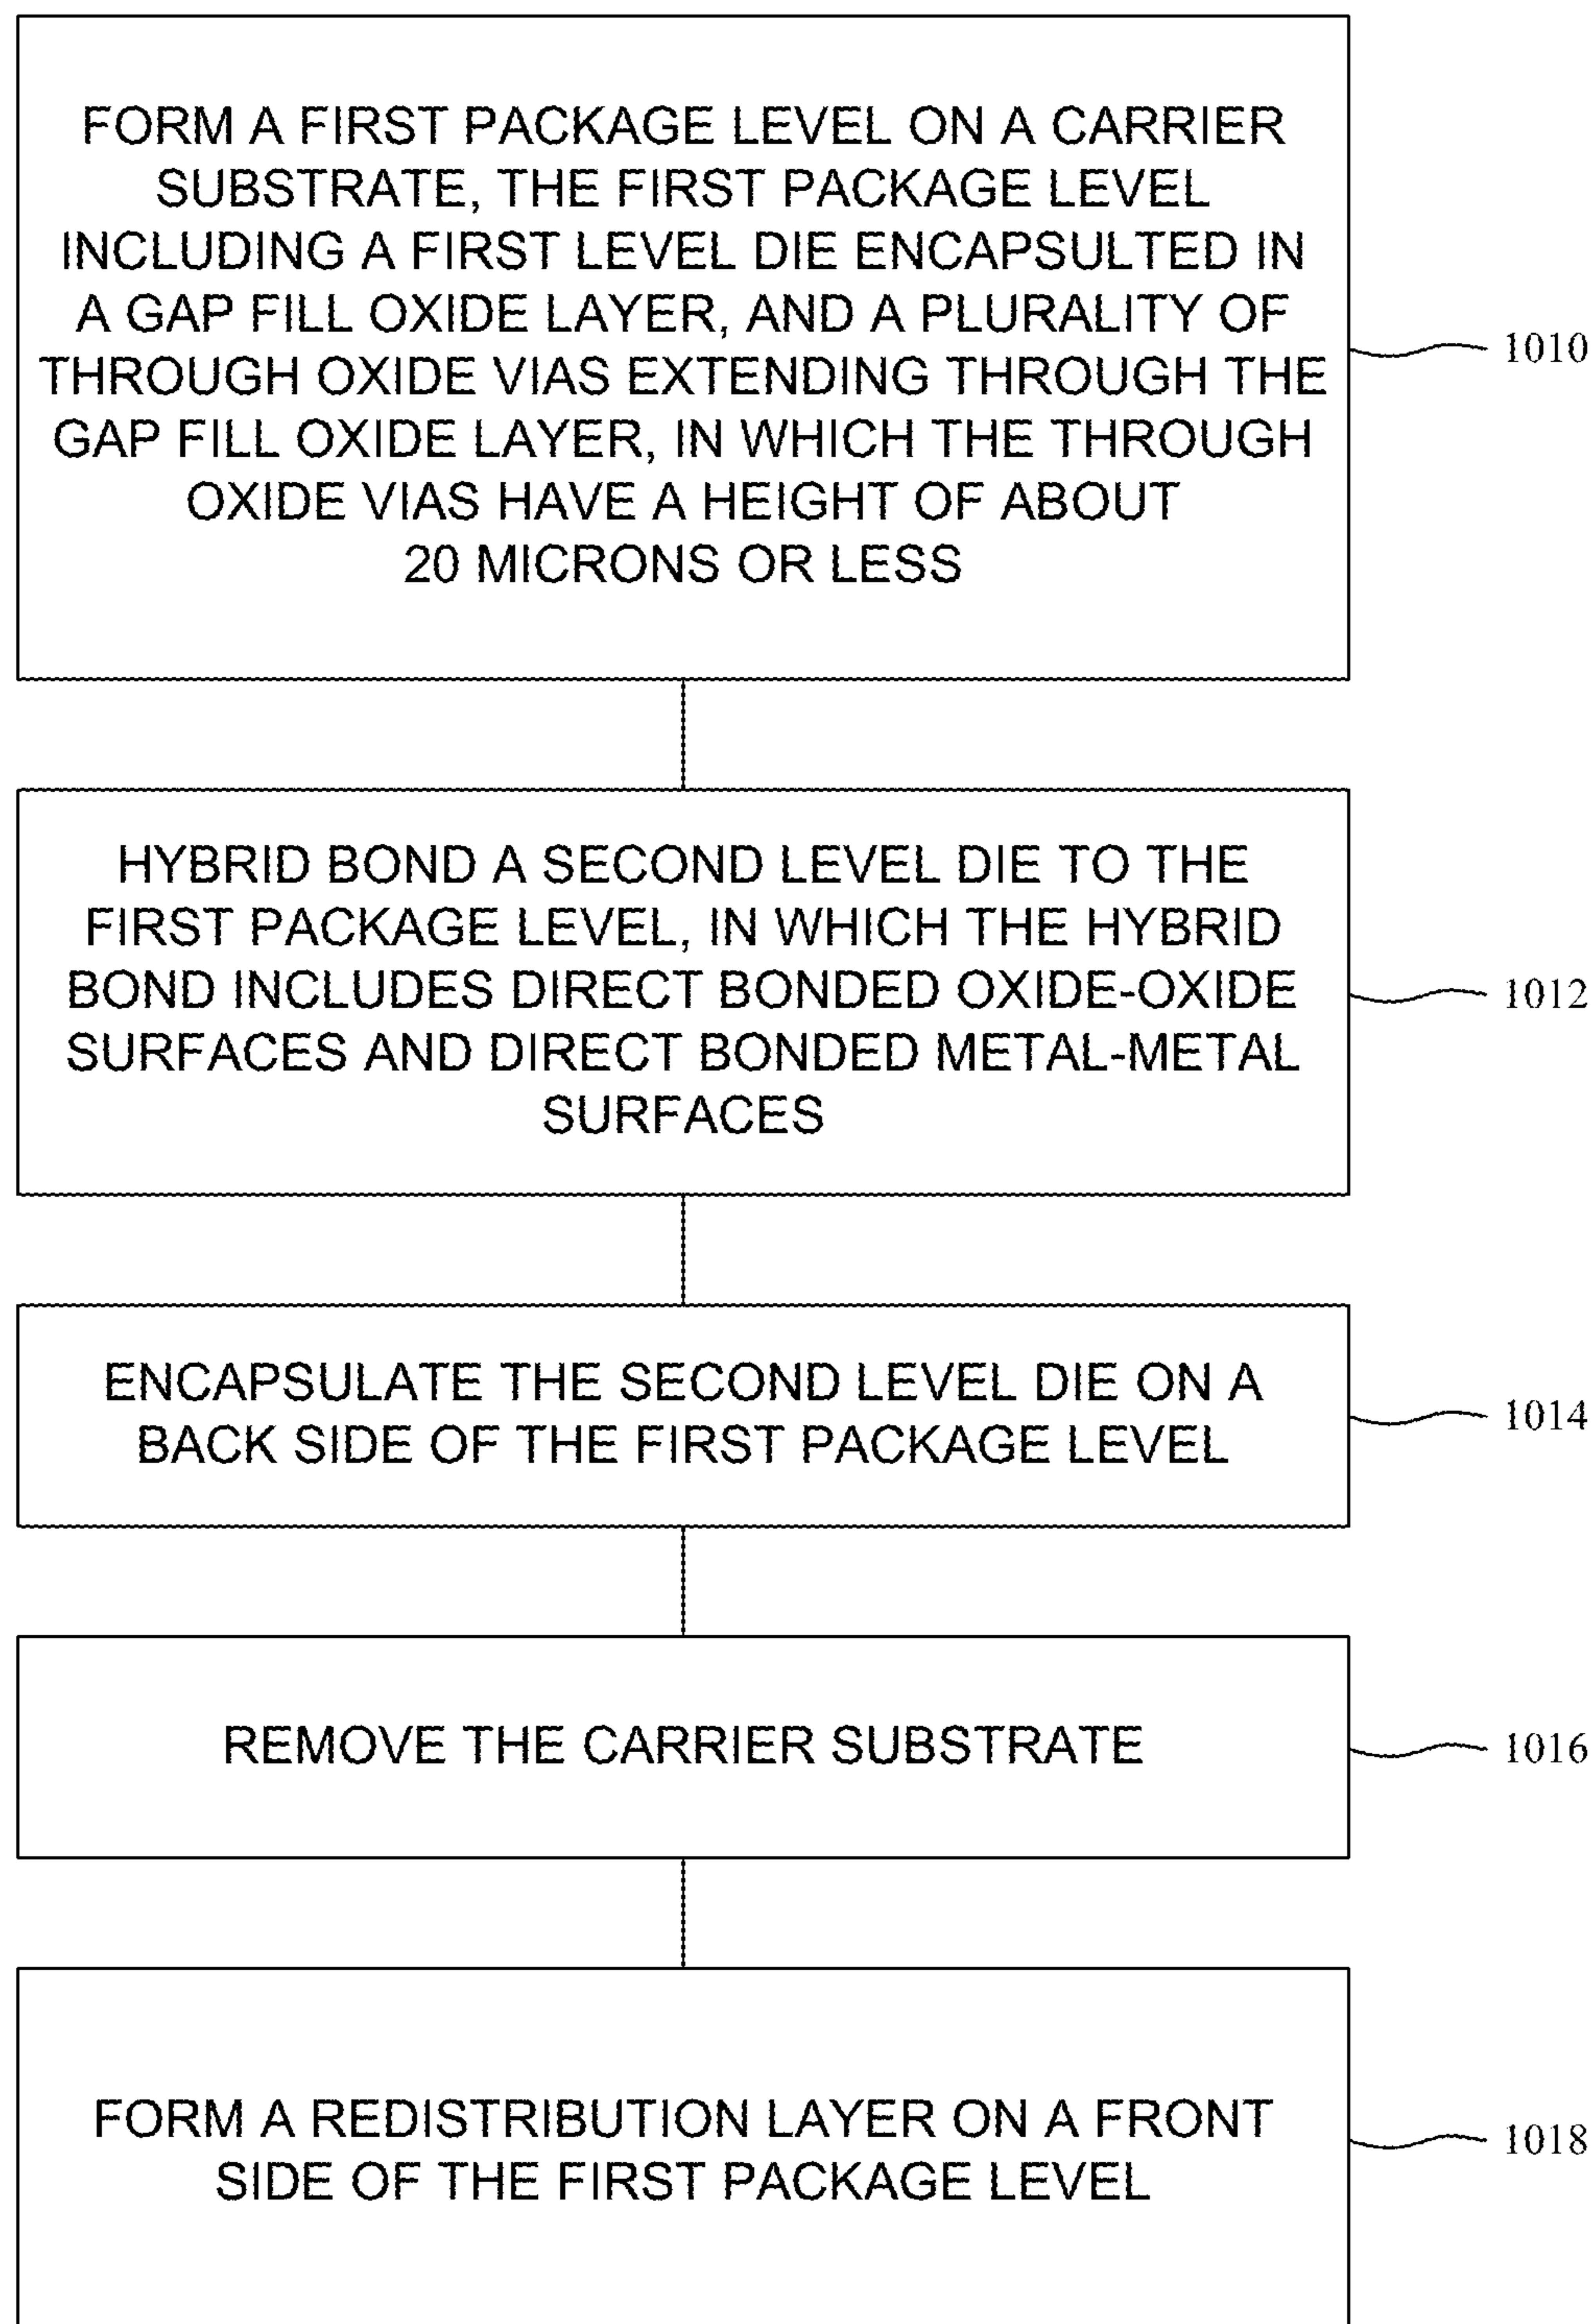 FORM A FIRST PACKAGE LEVEL ON A CARRIER
SUBSTRATE, THE FIRST PACKAGE LEVEL
INCLUDING A FIRST LEVEL DIE ENCAPSULTED IN
A GAP FILL OXIDE LAYER, AND A PLURALITY OF
THROUGH OXIDE VIAS EXTENDING THROUGH THE
GAP FILL OXIDE LAYER, IN WHICH THE THROUGH
OXIDE VIAS HAVE A HEIGHT OF ABOUT
20 MICRONS OR LESS
1010
HYBRID BOND A SECOND LEVEL DIE TO THE
FIRST PACKAGE LEVEL, IN WHICH THE HYBRID
BOND INCLUDES DIRECT BONDED OXIDE-OXIDE
SURFACES AND DIRECT BONDED METAL-METAL
SURFACES
1012
ENCAPSULATE THE SECOND LEVEL DIE ON A
BACK SIDE OF THE FIRST PACKAGE LEVEL
1014
REMOVE THE CARRIER SUBSTRATE
1016
FORM A REDISTRIBUTION LAYER ON A FRONT
SIDE OF THE FIRST PACKAGE LEVEL
1018